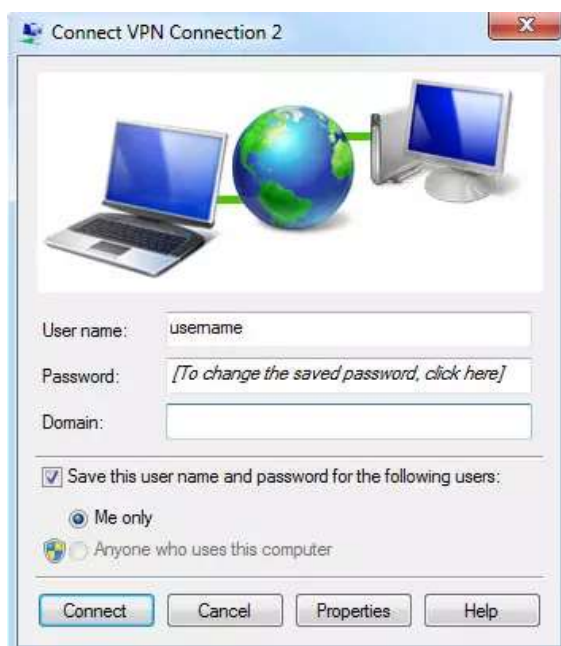 Connect VPN Connection 2
User name: username
Password: [To change the saved password, click here]
Domain:
Save this user name and password for the following users:
Me only
Anyone who uses this computer
Connect Cancel Properties Help